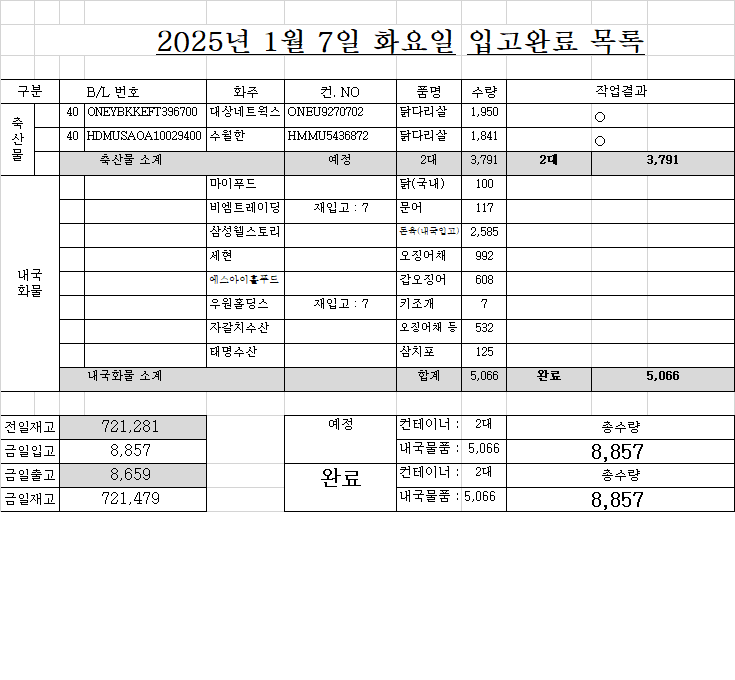 2025년 1월 7일 화요일 입고완료 목록
구분 B/L 번호 화주 컨. NO 품명 수량 작업결과
축산물
40 ONEYBKKEFT396700 대상네트웍스 ONEU9270702 닭다리살 1,950 ○
40 HDMUSAOA10029400 수월한 HMMU5436872 닭다리살 1,841 ○
축산물 소계 예정 2대 3,791 2대 3,791
내국화물
마이푸드 닭(국내) 100
비엠트레이딩 재입고 : 7 문어 117
삼성웰스토리 돈육(내국입고) 2,585
제현 오징어채 992
에스아이홀푸드 갑오징어 608
우원홀딩스 재입고 : 7 키조개 7
자갈치수산 오징어채 등 532
태명수산 삼치포 125
내국화물 소계 합계 5,066 완료 5,066
전일재고 721,281 예정 컨테이너 : 2대 총수량
금일입고 8,857 내국물품 : 5,066 8,857
금일출고 8,659 완료 컨테이너 : 2대 총수량
금일재고 721,479 내국물품 : 5,066 8,857